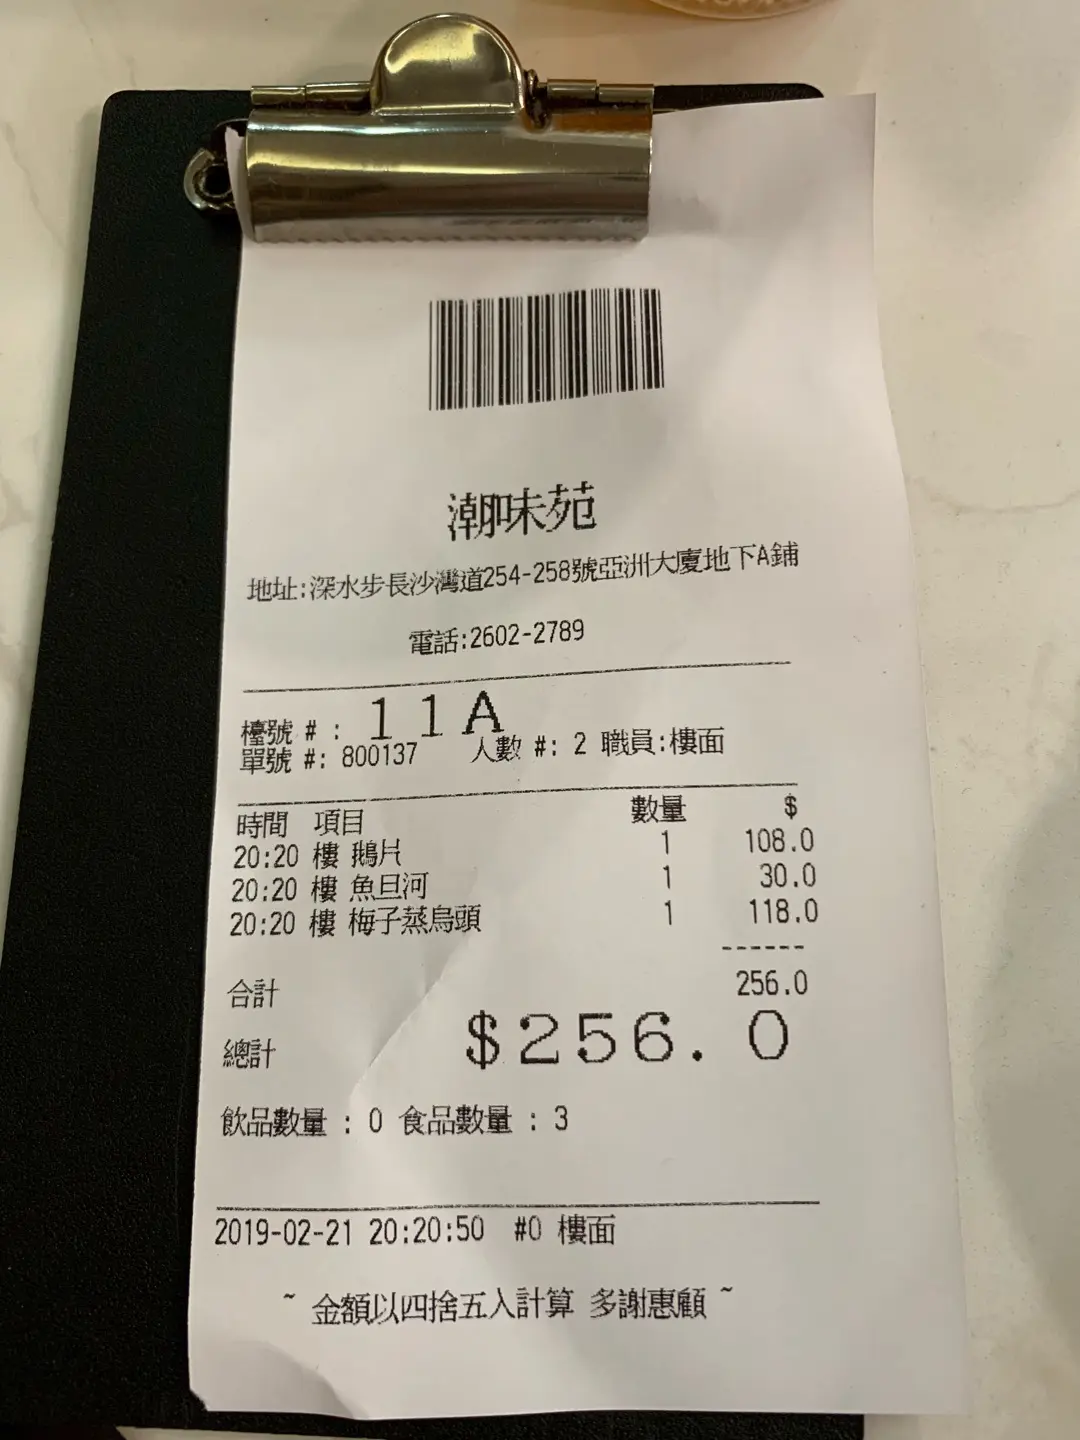 潮味苑
地址:深水步長沙灣道254-258號亞洲大廈地下A鋪
電話:2602-2789
檯號 # : 11A
單號 #: 800137 人數 #: 2 職員:樓面
時間 項目 數量 $
20:20 樓 鵝片 1 108.0
20:20 樓 魚旦河 1 30.0
20:20 樓 梅子蒸烏頭 1 118.0
------
合計 256.0
總計 $256.0
飲品數量 : 0 食品數量 : 3
2019-02-21 20:20:50 #0 樓面
~ 金額以四捨五入計算 多謝惠顧 ~